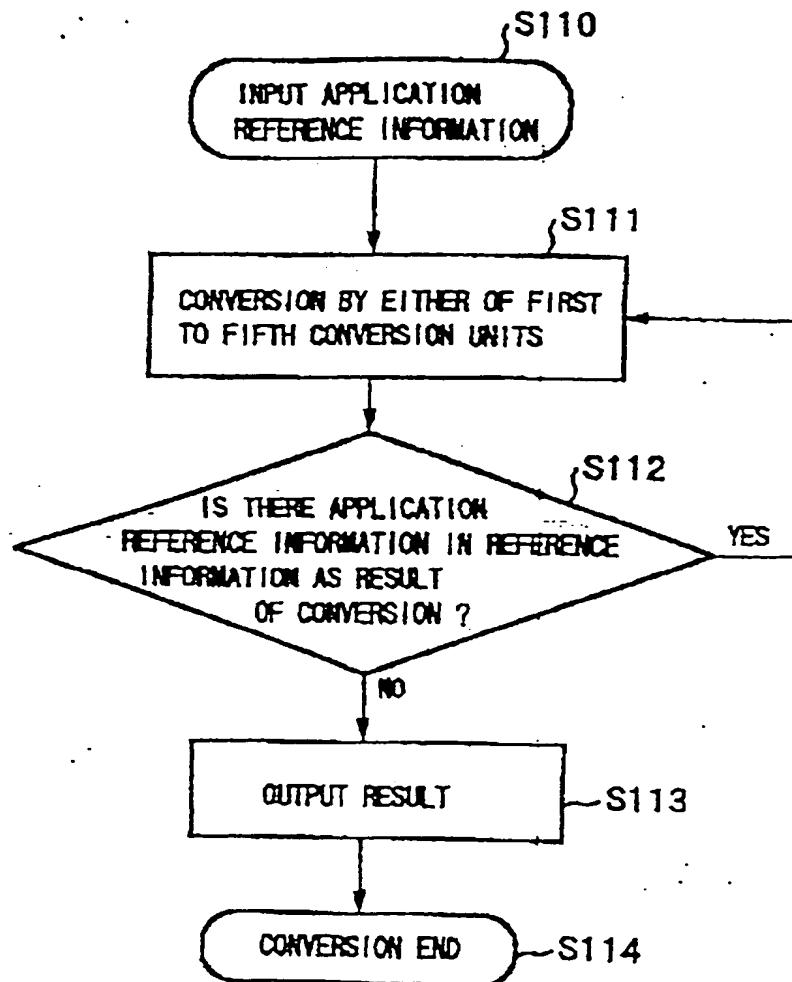 S110
INPUT APPLICATION
REFERENCE INFORMATION
S111
CONVERSION BY EITHER OF FIRST
TO FIFTH CONVERSION UNITS
S112
IS THERE APPLICATION
REFERENCE INFORMATION IN REFERENCE
INFORMATION AS RESULT
OF CONVERSION ?
YES
NO
OUTPUT RESULT
S113
CONVERSION END
S114